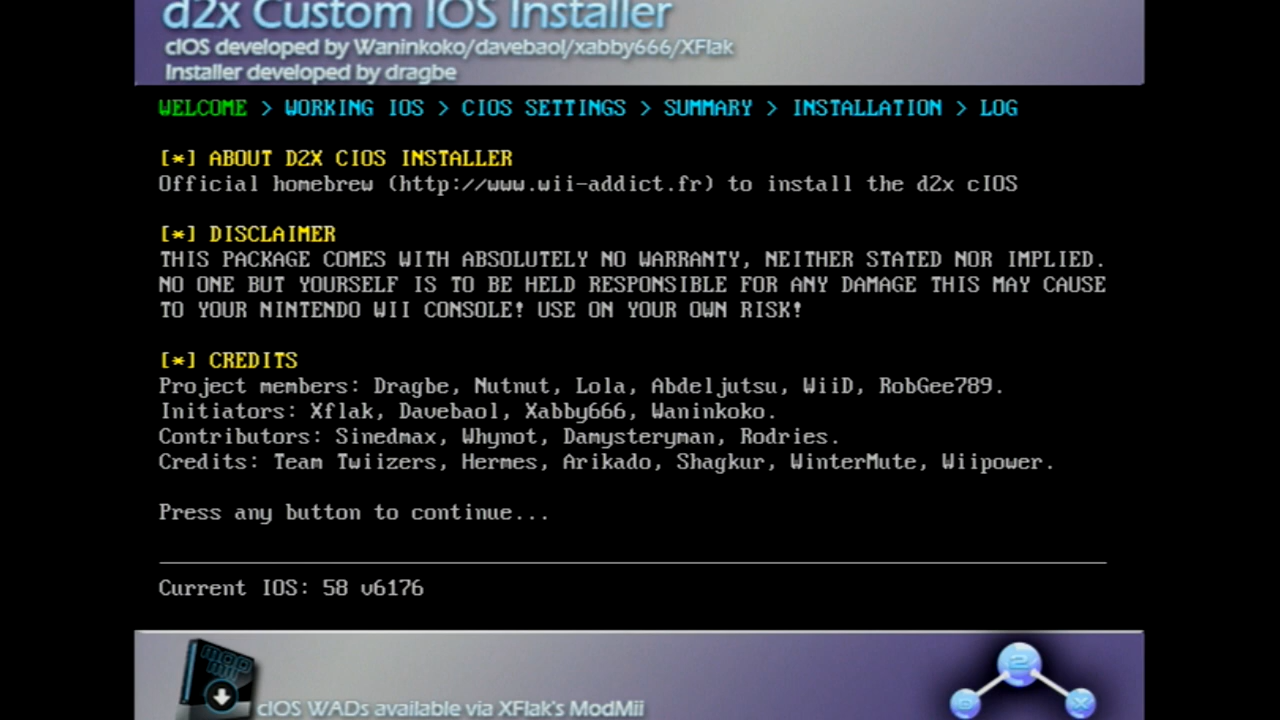 d2x Custom IOS Installer
cIOS developed by Waninkoko/davebaol/xabby666/XFlak
Installer developed by dragbe
WELCOME > WORKING IOS > CIOS SETTINGS > SUMMARY > INSTALLATION > LOG
[*] ABOUT D2X CIOS INSTALLER
Official homebrew (http://www.wii-addict.fr) to install the d2x cIOS
[*] DISCLAIMER
THIS PACKAGE COMES WITH ABSOLUTELY NO WARRANTY, NEITHER STATED NOR IMPLIED.
NO ONE BUT YOURSELF IS TO BE HELD RESPONSIBLE FOR ANY DAMAGE THIS MAY CAUSE
TO YOUR NINTENDO WII CONSOLE! USE ON YOUR OWN RISK!
[*] CREDITS
Project members: Dragbe, Nutnut, Lola, Abdeljutsu, WiiD, RobGee789.
Initiators: Xflak, Davebaol, Xabby666, Waninkoko.
Contributors: Sinedmax, Whynot, Damysteryman, Rodries.
Credits: Team Twiizers, Hermes, Arikado, Shagkur, WinterMute, Wiipower.
Press any button to continue...
Current IOS: 58 v6176
MOD
MII
2
D X
cIOS WADs available via XFlak's ModMii